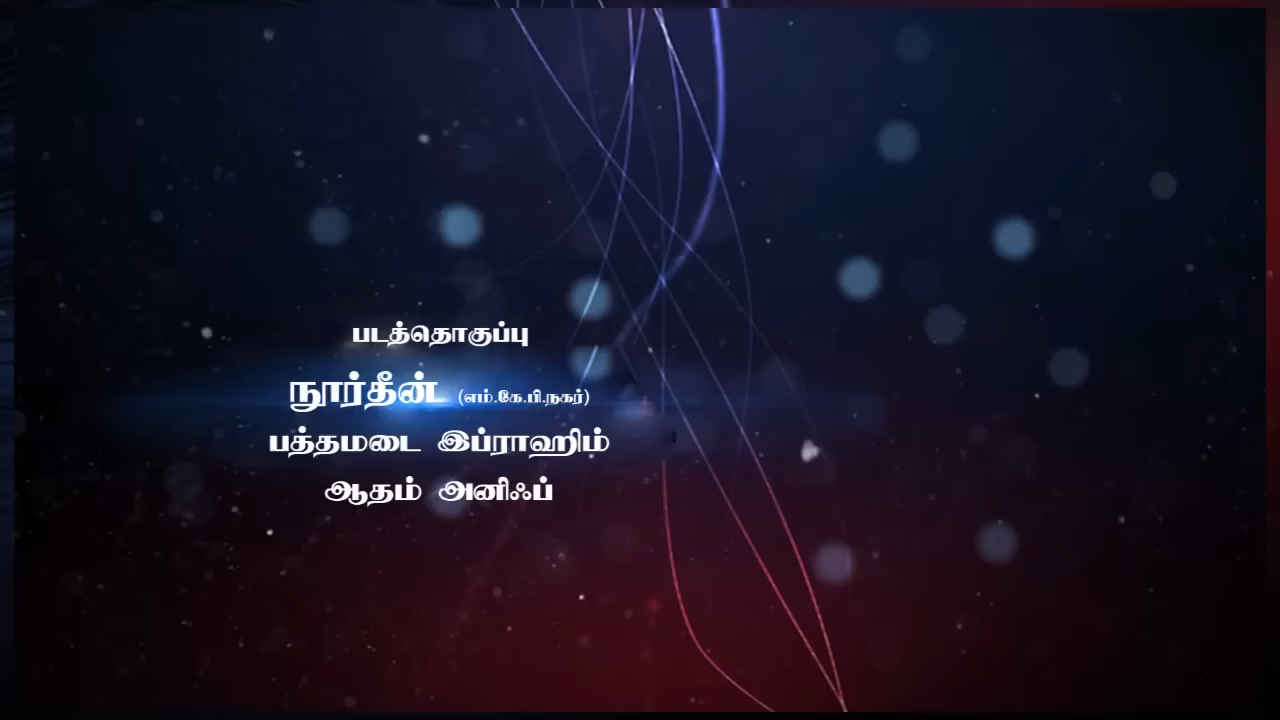 படத்தொகுப்பு
நூர்தீன் (எம்.கே.பி.நகர்)
பத்தமடை இப்ராஹிம்
ஆதம் அனிஃப்